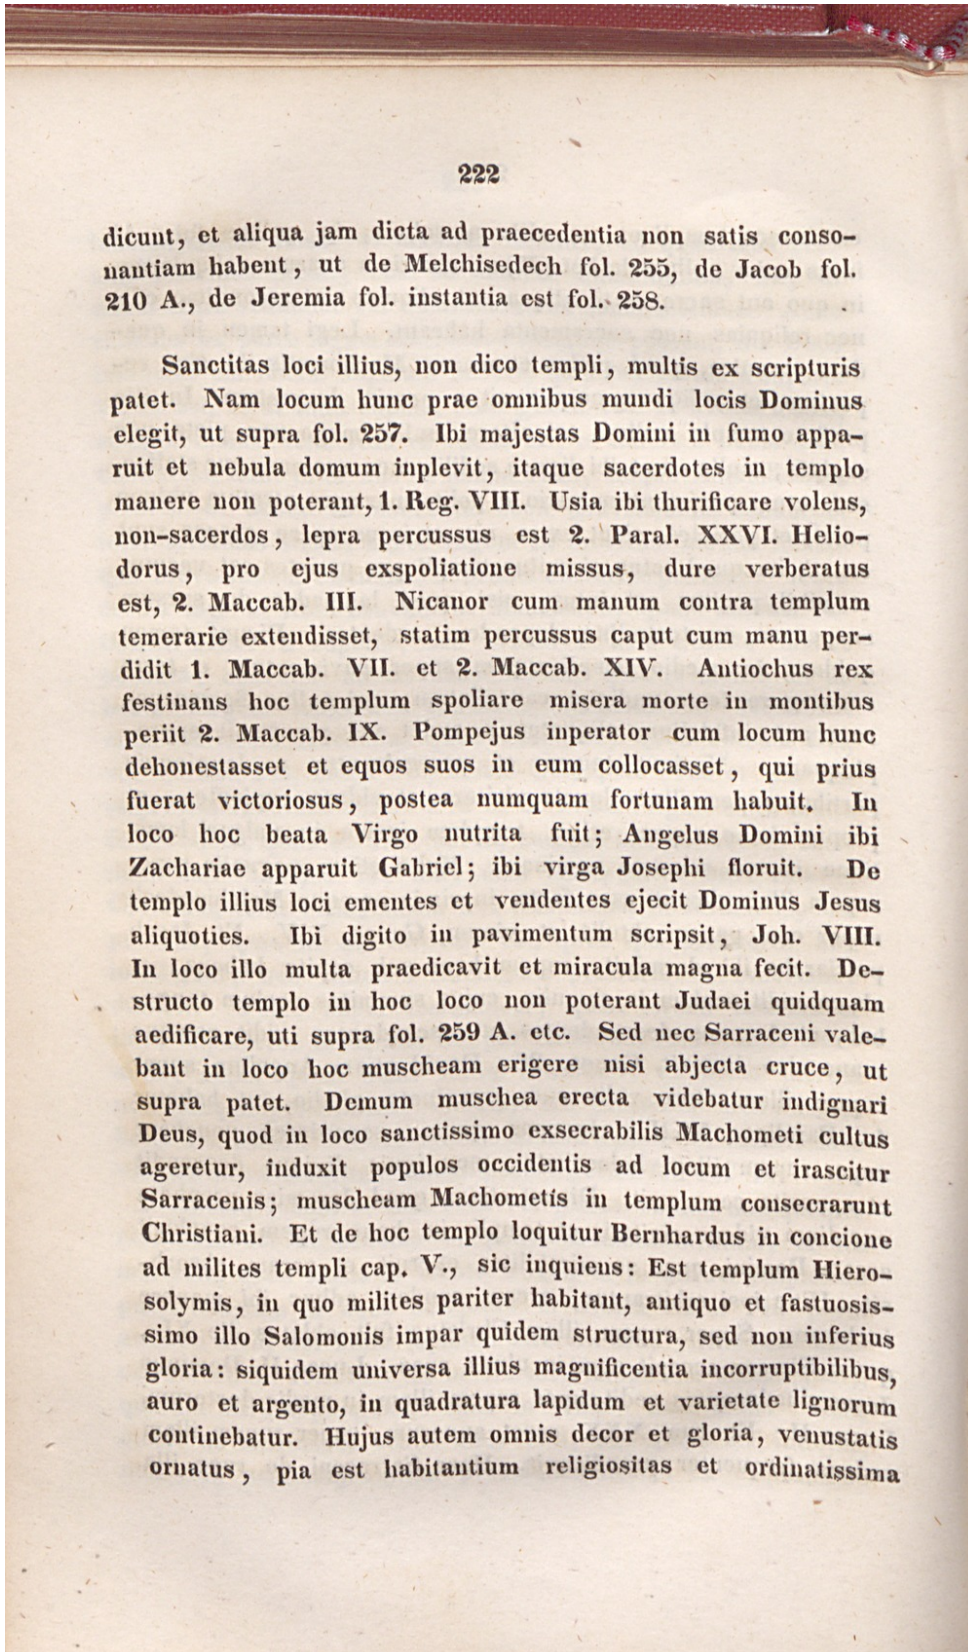 222
dicunt, et aliqua jam dicta ad praecedentia non satis conso-
nantiam habent, ut de Melchisedech fol. 255, de Jacob fol.
210 A., de Jeremia fol. instantia est fol. 258.
Sanctitas loci illius, non dico templi, multis ex scripturis
patet. Nam locum hunc prae omnibus mundi locis Dominus
elegit, ut supra fol. 257. Ibi majestas Domini in fumo appa-
ruit et nebula domum inplevit, itaque sacerdotes in templo
manere non poterant, 1. Reg. VIII. Usia ibi thurificare volens,
non-sacerdos, lepra percussus est 2. Paral. XXVI. Helio-
dorus, pro ejus exspoliatione missus, dure verberatus
est, 2. Maccab. III. Nicanor cum manum contra templum
temerarie extendisset, statim percussus caput cum manu per-
didit 1. Maccab. VII. et 2. Maccab. XIV. Antiochus rex
festinans hoc templum spoliare misera morte in montibus
periit 2. Maccab. IX. Pompejus inperator cum locum hunc
dehonestasset et equos suos in eum collocasset, qui prius
fuerat victoriosus, postea numquam fortunam habuit. In
loco hoc beata Virgo nutrita fuit; Angelus Domini ibi
Zachariae apparuit Gabriel; ibi virga Josephi floruit. De
templo illius loci ementes et vendentes ejecit Dominus Jesus
aliquoties. Ibi digito in pavimentum scripsit, Joh. VIII.
In loco illo multa praedicavit et miracula magna fecit. De-
structo templo in hoc loco non poterant Judaei quidquam
aedificare, uti supra fol. 259 A. etc. Sed nec Sarraceni vale-
bant in loco hoc muscheam erigere nisi abjecta cruce, ut
supra patet. Demum muschea erecta videbatur indignari
Deus, quod in loco sanctissimo exsecrabilis Machometi cultus
ageretur, induxit populos occidentis ad locum et irascitur
Sarracenis; muscheam Machometis in templum consecrarunt
Christiani. Et de hoc templo loquitur Bernhardus in concione
ad milites templi cap. V., sic inquiens: Est templum Hiero-
solymis, in quo milites pariter habitant, antiquo et fastuosis-
simo illo Salomonis impar quidem structura, sed non inferius
gloria: siquidem universa illius magnificentia incorruptibilibus,
auro et argento, in quadratura lapidum et varietate lignorum
continebatur. Hujus autem omnis decor et gloria, venustatis
ornatus, pia est habitantium religiositas et ordinatissima